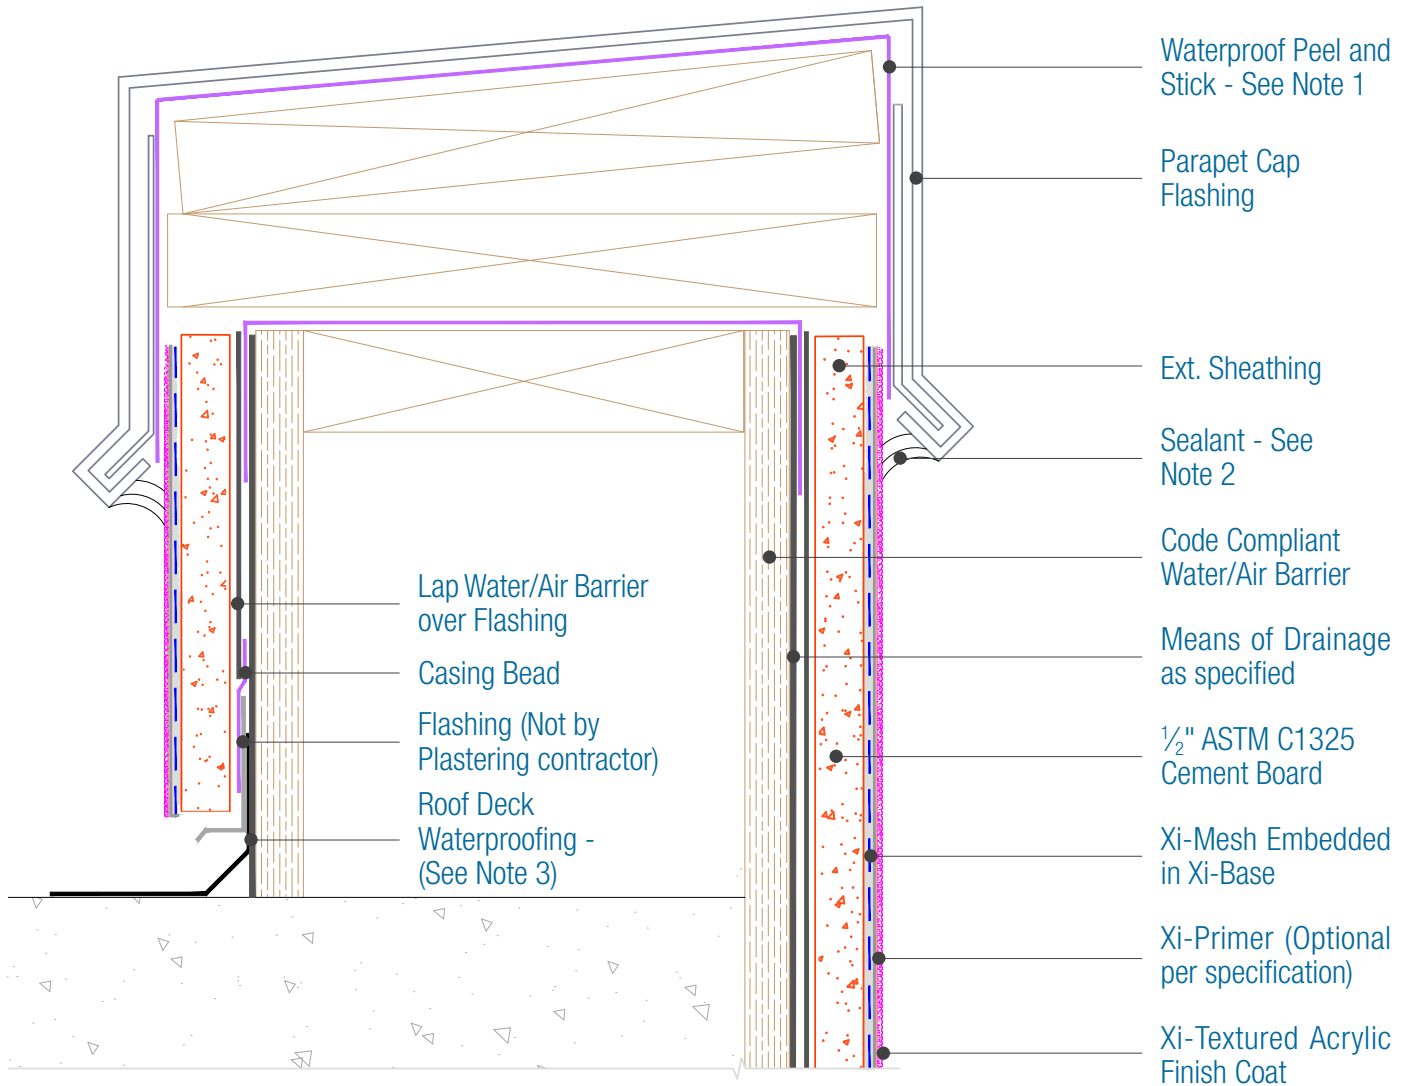 Waterproof Peel and
Stick - See Note 1
Parapet Cap
Flashing
Ext. Sheathing
Sealant - See
Note 2
Code Compliant
Water/Air Barrier
Means of Drainage
as specified
½" ASTM C1325
Cement Board
Xi-Mesh Embedded
in Xi-Base
Xi-Primer (Optional
per specification)
Xi-Textured Acrylic
Finish Coat
Lap Water/Air Barrier
over Flashing
Casing Bead
Flashing (Not by
Plastering contractor)
Roof Deck
Waterproofing -
(See Note 3)